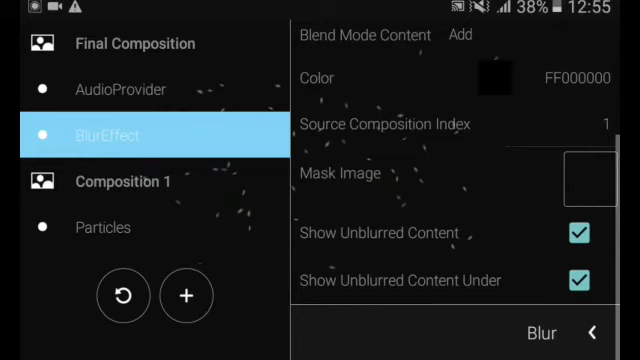 38% 12:55
Final Composition
AudioProvider
BlurEffect
Composition 1
Particles
Blend Mode Content Add
Color FF000000
Source Composition Index 1
Mask Image
Show Unblurred Content
Show Unblurred Content Under
Blur